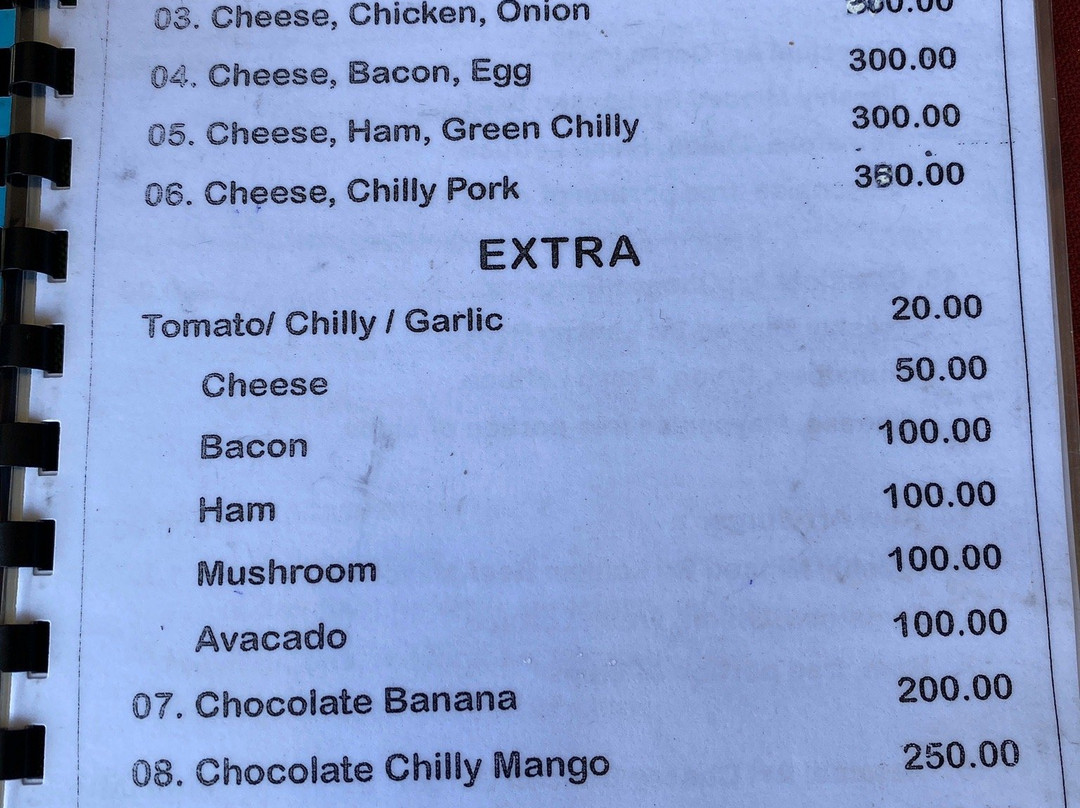 03. Cheese, Chicken, Onion
04. Cheese, Bacon, Egg 300.00
05. Cheese, Ham, Green Chilly 300.00
06. Cheese, Chilly Pork 350.00
EXTRA
Tomato/ Chilly / Garlic 20.00
Cheese 50.00
Bacon 100.00
Ham 100.00
Mushroom 100.00
Avacado 100.00
07. Chocolate Banana 200.00
08. Chocolate Chilly Mango 250.00